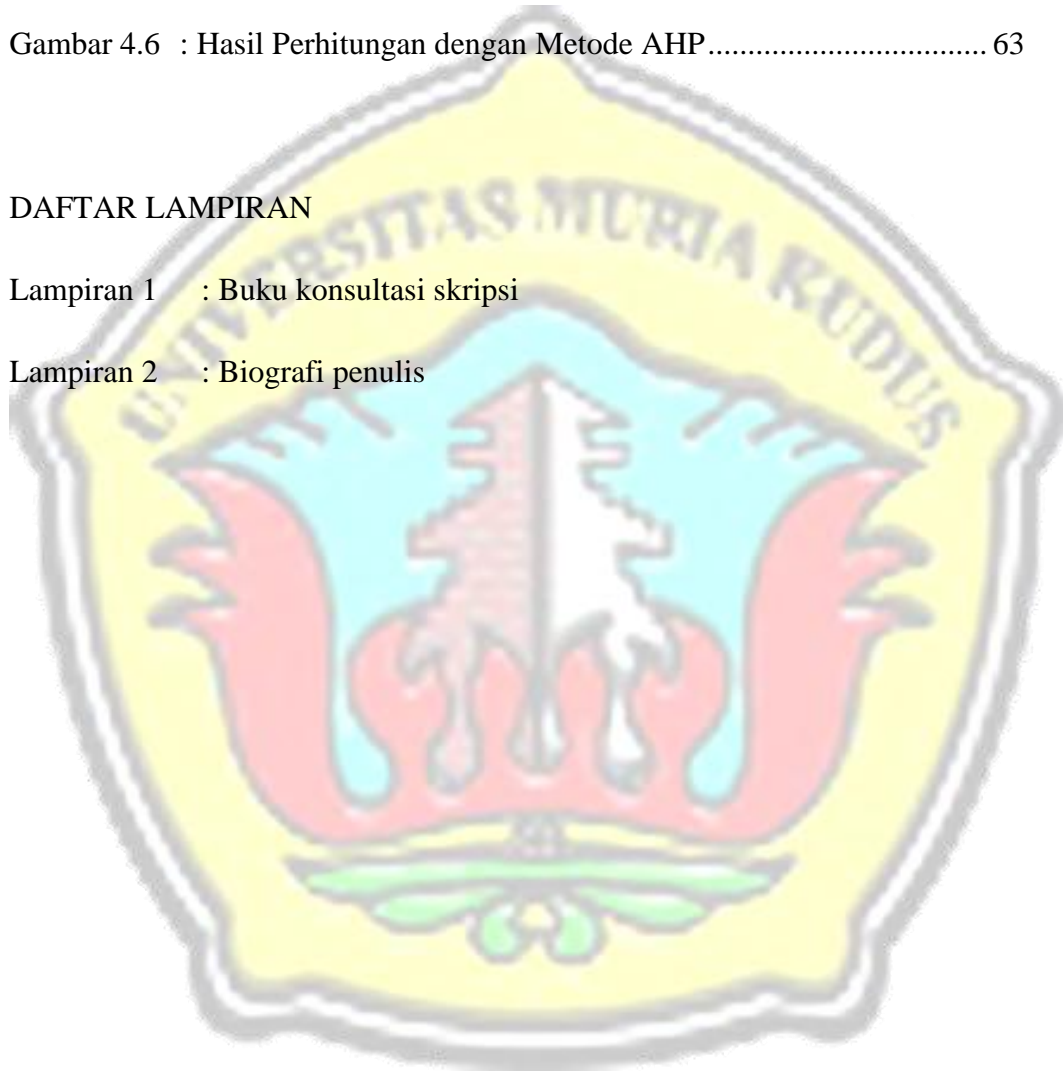 Gambar 4.6 : Hasil Perhitungan dengan Metode AHP................................... 63
DAFTAR LAMPIRAN
UNIVERSITAS MURIA KUDUS
Lampiran 1 : Buku konsultasi skripsi
Lampiran 2 : Biografi penulis